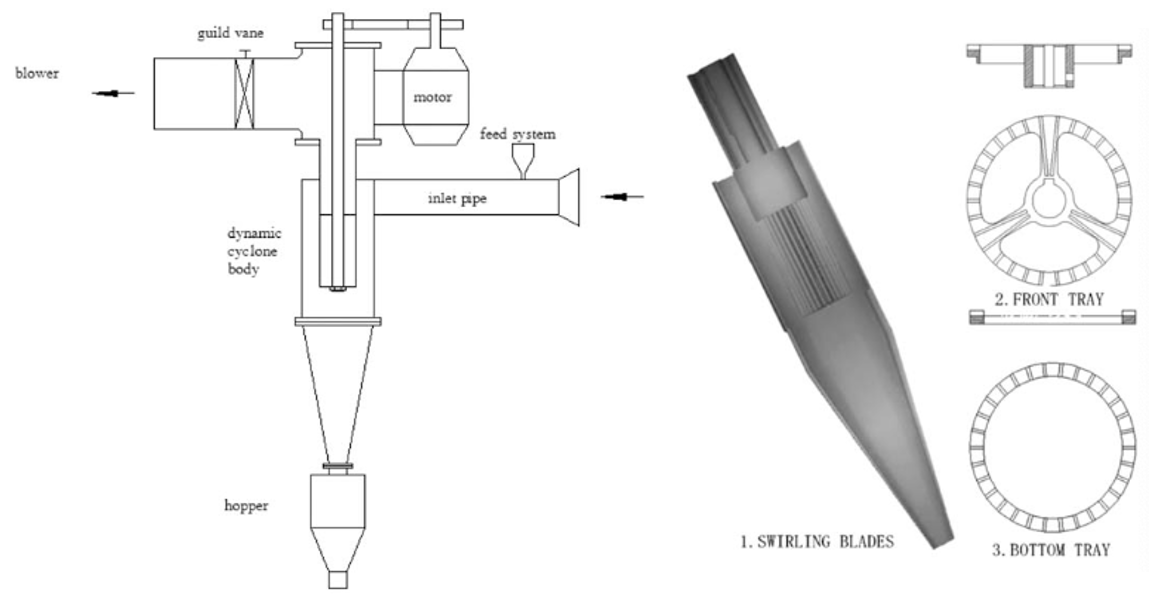 guild vane
blower
motor
feed system
inlet pipe
dynamic
cyclone
body
hopper
1.SWIRLING BLADES
2.FRONT TRAY
3.BOTTOM TRAY